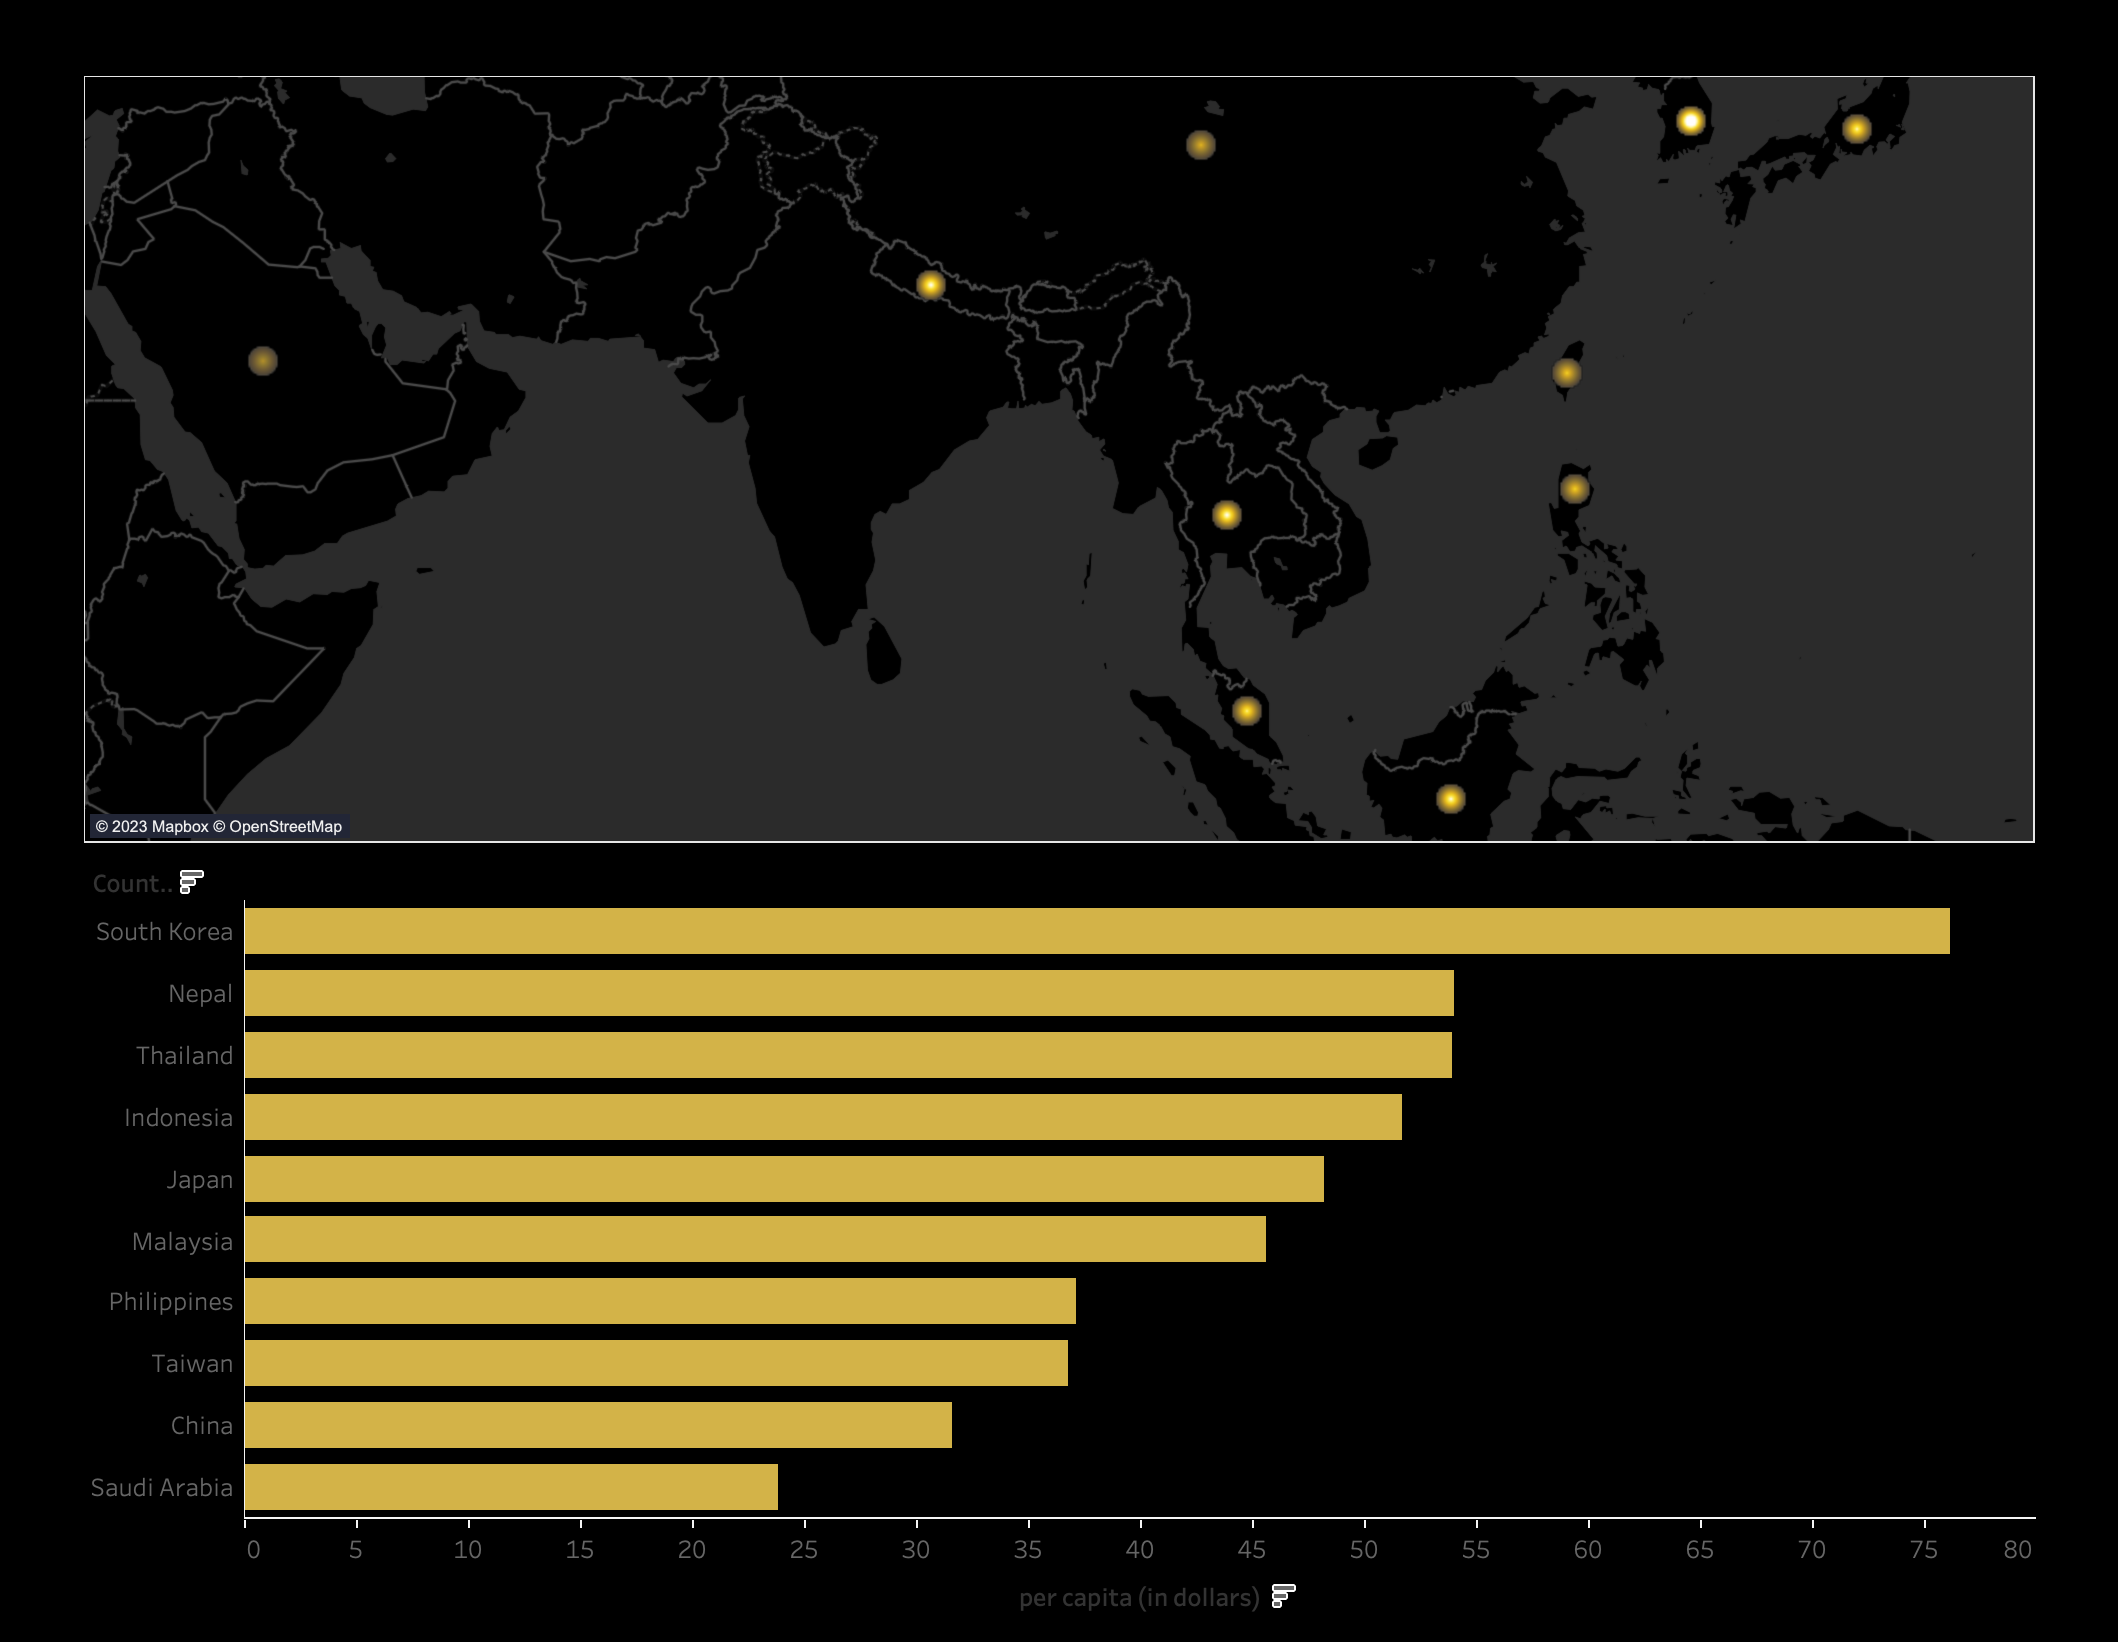 © 2023 Mapbox © OpenStreetMap
Count..
South Korea
Nepal
Thailand
Indonesia
Japan
Malaysia
Philippines
Taiwan
China
Saudi Arabia
0 5 10 15 20 25 30 35 40 45 50 55 60 65 70 75 80
per capita (in dollars)